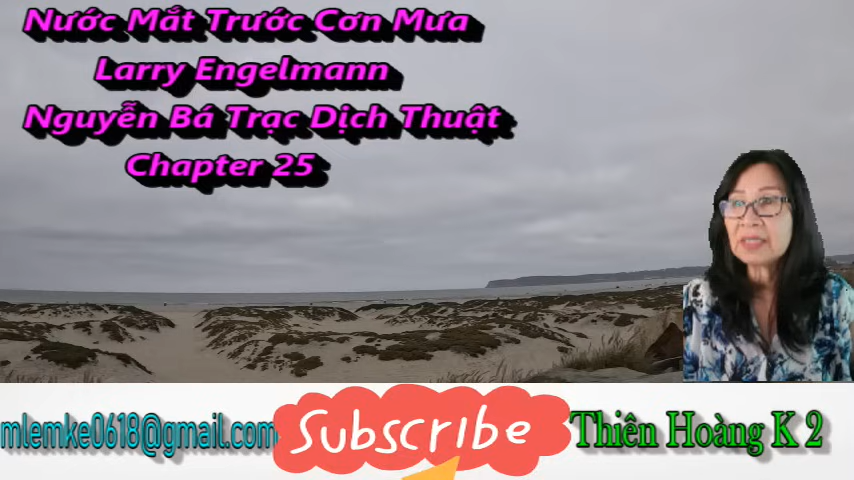 Nước Mắt Trước Cơn Mưa
Larry Engelmann
Nguyễn Bá Trạc Dịch Thuật
Chapter 25
mlemke0618@gmail.com
Subscribe
Thiên Hoàng K 2